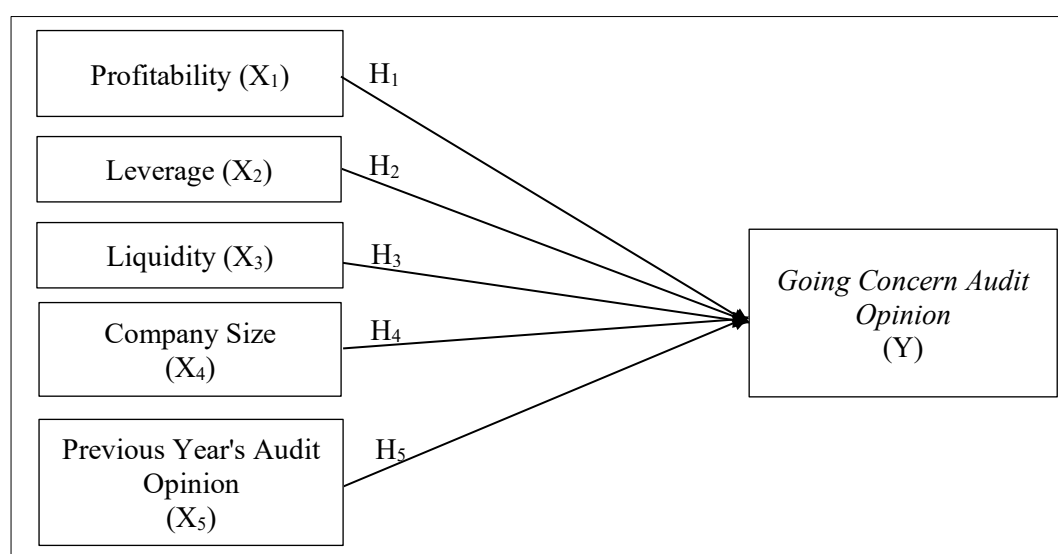 Profitability (X₁)
H₁
Leverage (X₂)
H₂
Liquidity (X₃)
H₃
Company Size
(X₄)
H₄
Previous Year's Audit
Opinion
(X₅)
H₅
Going Concern Audit
Opinion
(Y)